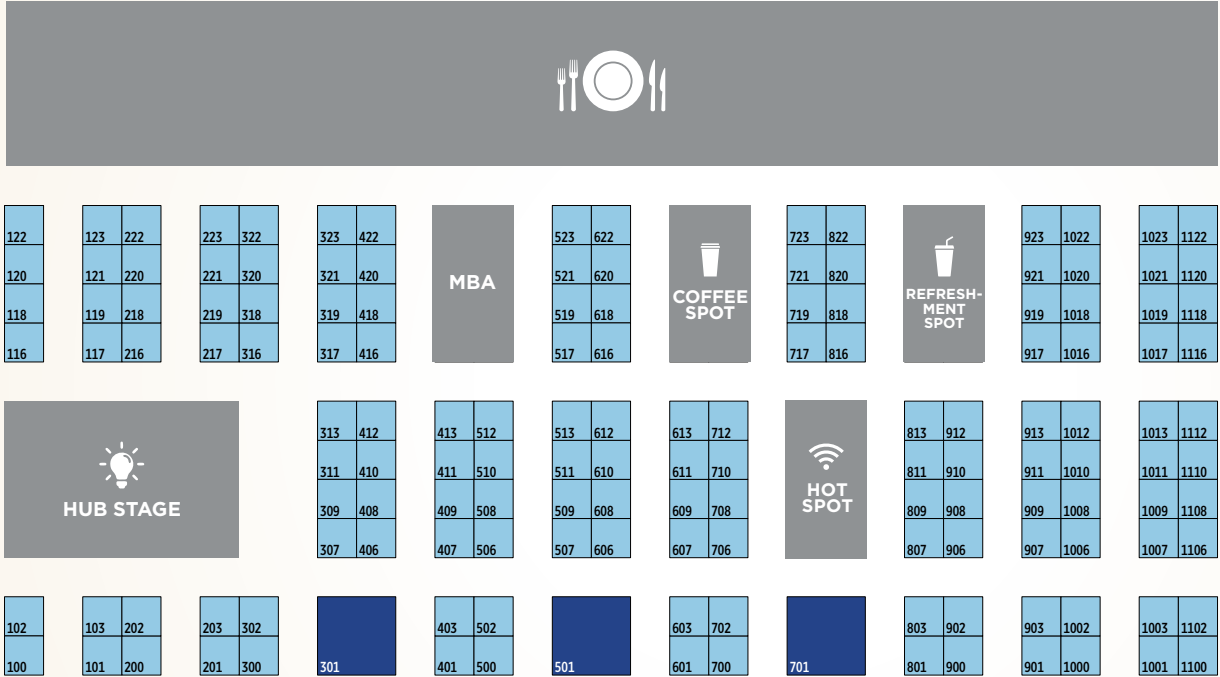 122 123 222 223 322 323 422 523 622 723 822 923 1022 1023 1122
120 121 220 221 320 321 420 MBA 521 620 721 820 921 1020 1021 1120
118 119 218 219 318 319 418 COFFEE SPOT 519 618 719 818 REFRESH-MENT SPOT 919 1018 1019 1118
116 117 216 217 316 317 416 517 616 717 816 917 1016 1017 1116
313 412 413 512 513 612 613 712 813 912 913 1012 1013 1112
311 410 411 510 511 610 611 710 811 910 911 1010 1011 1110
HUB STAGE 309 408 409 508 509 608 609 708 HOT SPOT 809 908 909 1008 1009 1108
307 406 407 506 507 606 607 706 807 906 907 1006 1007 1106
102 103 202 203 302 403 502 603 702 803 902 903 1002 1003 1102
100 101 200 201 300 301 401 500 501 601 700 701 801 900 901 1000 1001 1100